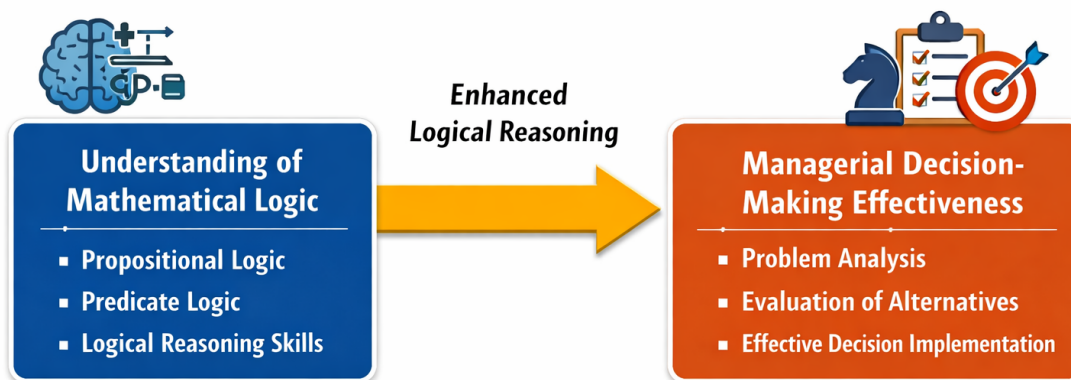 Enhanced
Logical Reasoning
Understanding of
Mathematical Logic
▪ Propositional Logic
▪ Predicate Logic
▪ Logical Reasoning Skills
Managerial Decision-
Making Effectiveness
▪ Problem Analysis
▪ Evaluation of Alternatives
▪ Effective Decision Implementation